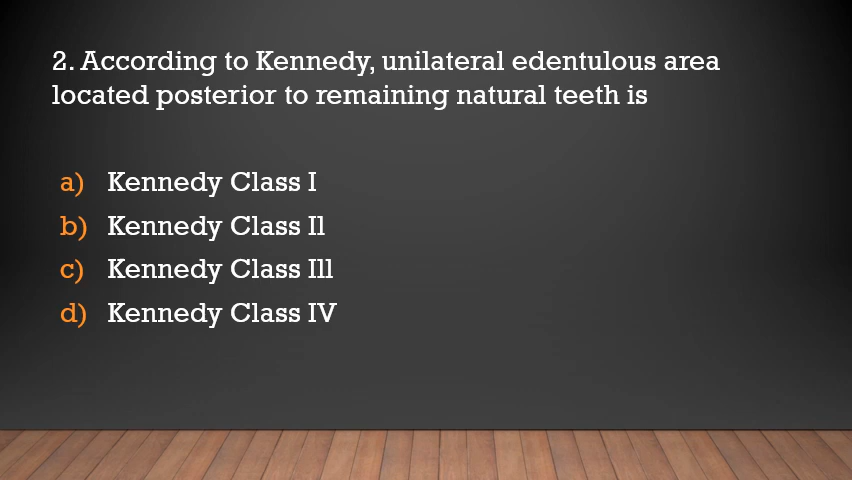 2. According to Kennedy, unilateral edentulous area
located posterior to remaining natural teeth is
a) Kennedy Class I
b) Kennedy Class Il
c) Kennedy Class Ill
d) Kennedy Class IV